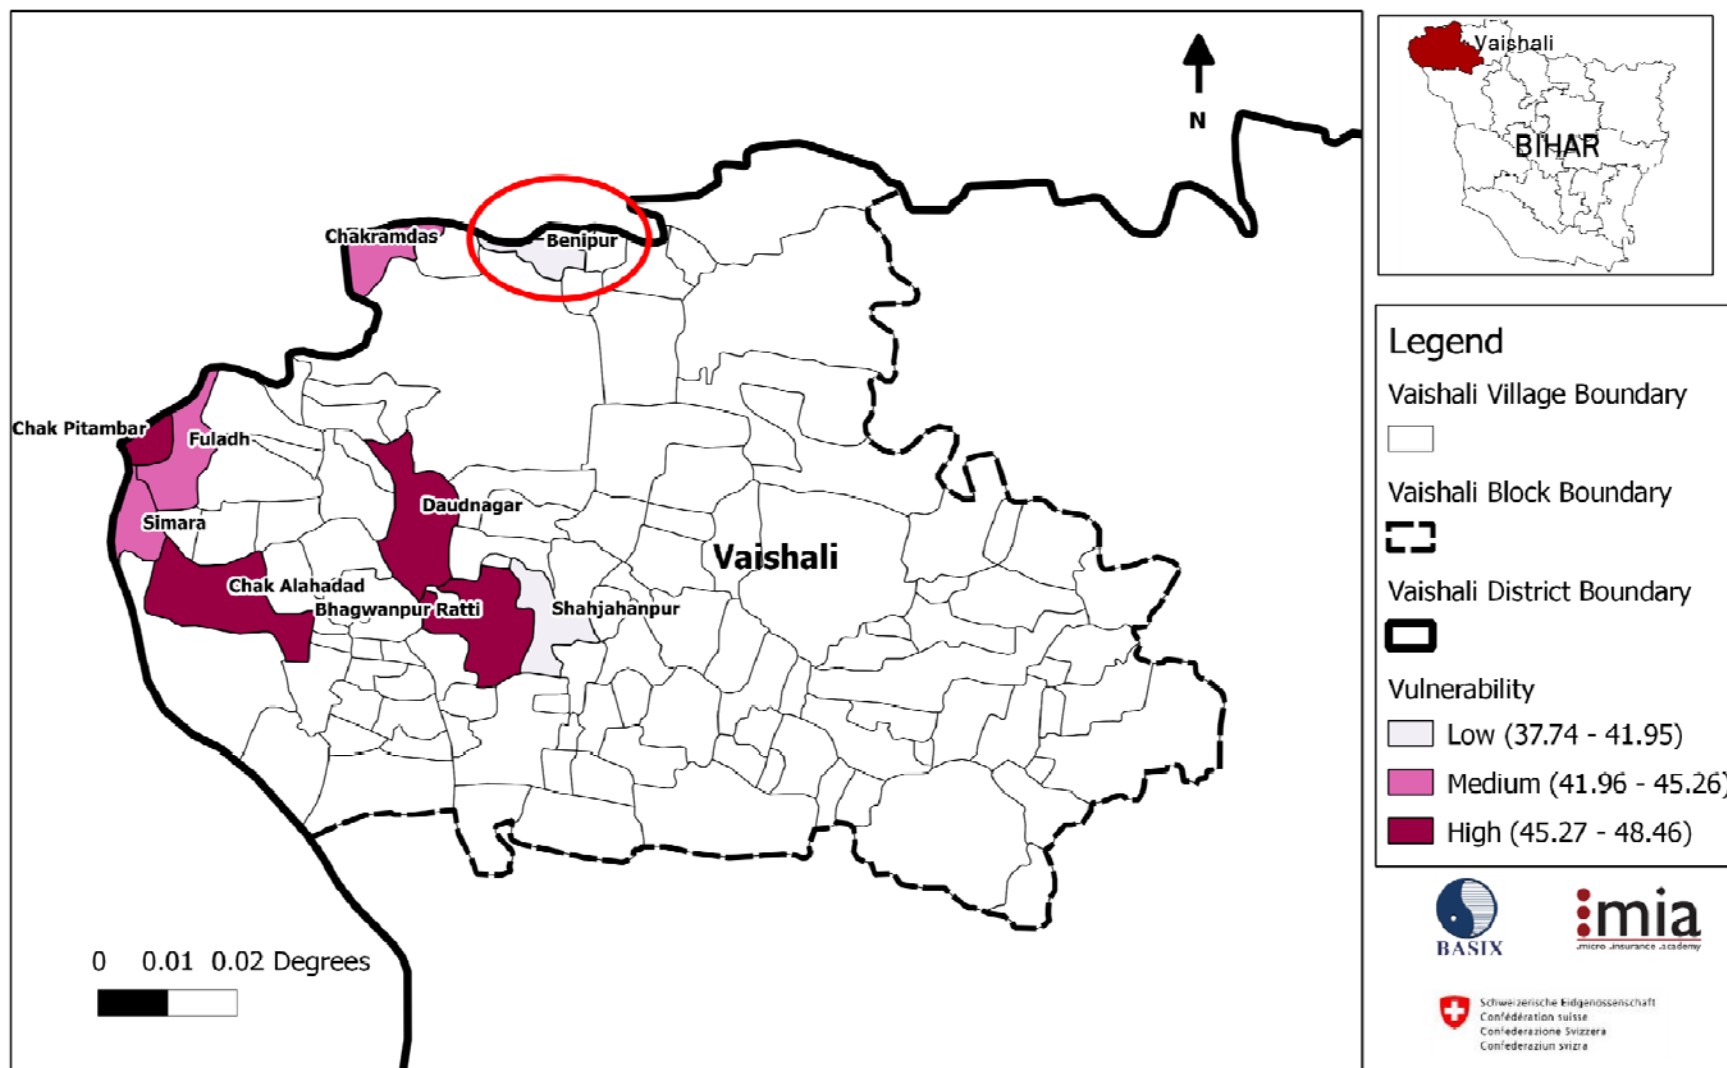 Vaishali
BIHAR
N
Chakramdas
Benipur
Chak Pitambar
Fuladh
Daudnagar
Simara
Vaishali
Chak Alahadad
Bhagwanpur Ratti
Shahjahanpur
0 0.01 0.02 Degrees
Legend
Vaishali Village Boundary
Vaishali Block Boundary
Vaishali District Boundary
Vulnerability
Low (37.74 - 41.95)
Medium (41.96 - 45.26)
High (45.27 - 48.46)
BASIX
mia
micro insurance academy
Schweizerische Eidgenossenschaft
Confédération suisse
Confederazione Svizzera
Confederaziun svizra